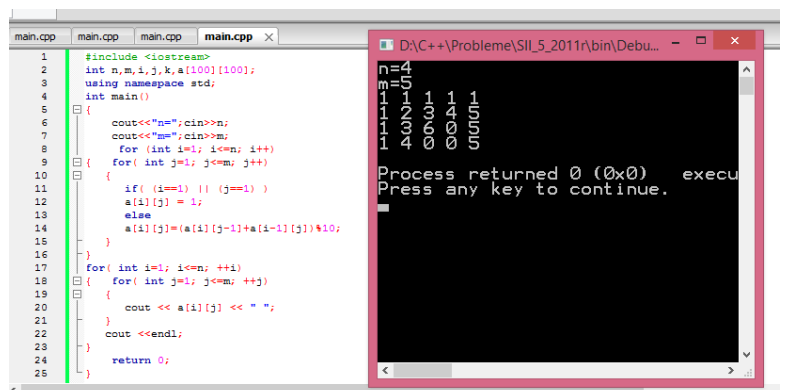 main.cpp main.cpp main.cpp main.cpp
1 #include <iostream>
2 int n,m,i,j,k,a[100][100];
3 using namespace std;
4 int main()
5 {
6 cout<<"n=";cin>>n;
7 cout<<"m=";cin>>m;
8 for (int i=1; i<=n; i++)
9 { for( int j=1; j<=m; j++)
10 {
11 if( (i==1) || (j==1) )
12 a[i][j] = 1;
13 else
14 a[i][j]=(a[i][j-1]+a[i-1][j])%10;
15 }
16 }
17 for( int i=1; i<=n; ++i)
18 { for( int j=1; j<=m; ++j)
19 {
20 cout << a[i][j] << " ";
21 }
22 cout <<endl;
23 }
24 return 0;
25 }
D:\C++\Probleme\SII_5_2011r\bin\Debu...
n=4
m=5
1 1 1 1 1
1 2 3 4 5
1 3 6 0 5
1 4 0 0 5
Process returned 0 (0x0) execu
Press any key to continue.